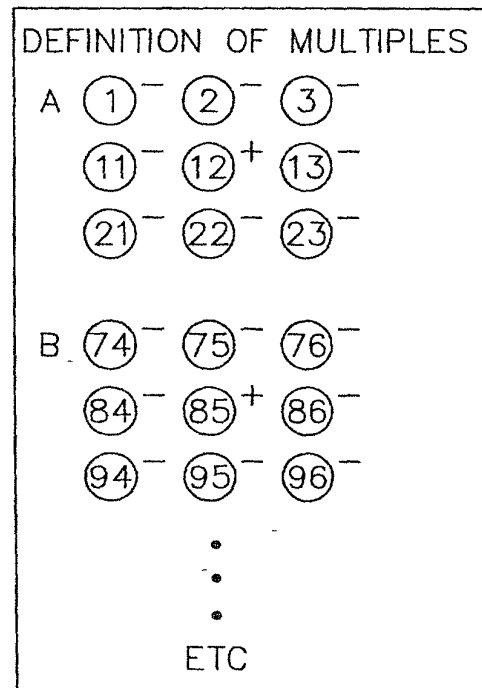 DEFINITION OF MULTIPLES
A 1 − 2 − 3 −
11 − 12 + 13 −
21 − 22 − 23 −
B 74 − 75 − 76 −
84 − 85 + 86 −
94 − 95 − 96 −
ETC